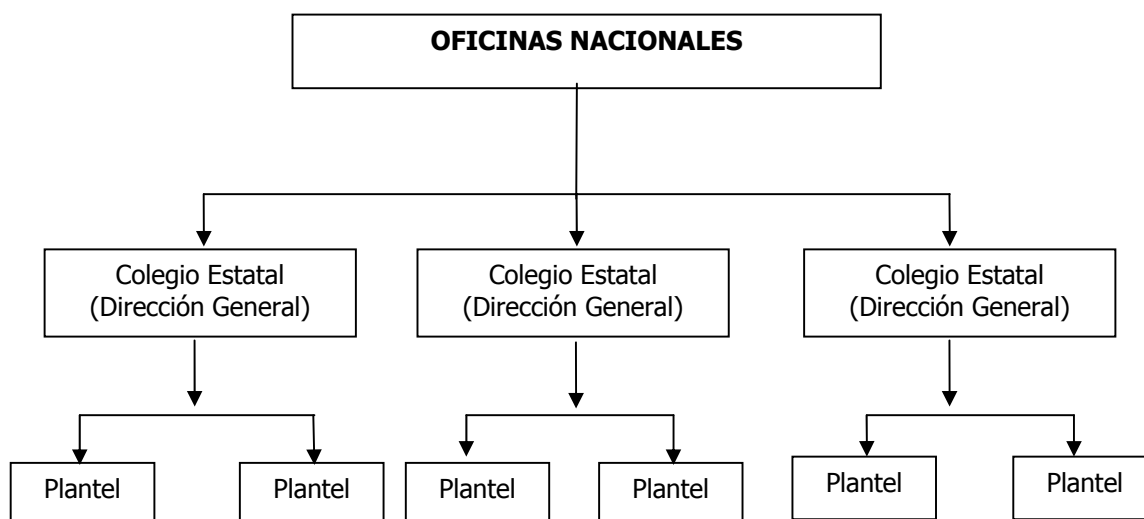 OFICINAS NACIONALES
Colegio Estatal
(Dirección General)
Colegio Estatal
(Dirección General)
Colegio Estatal
(Dirección General)
Plantel
Plantel
Plantel
Plantel
Plantel
Plantel